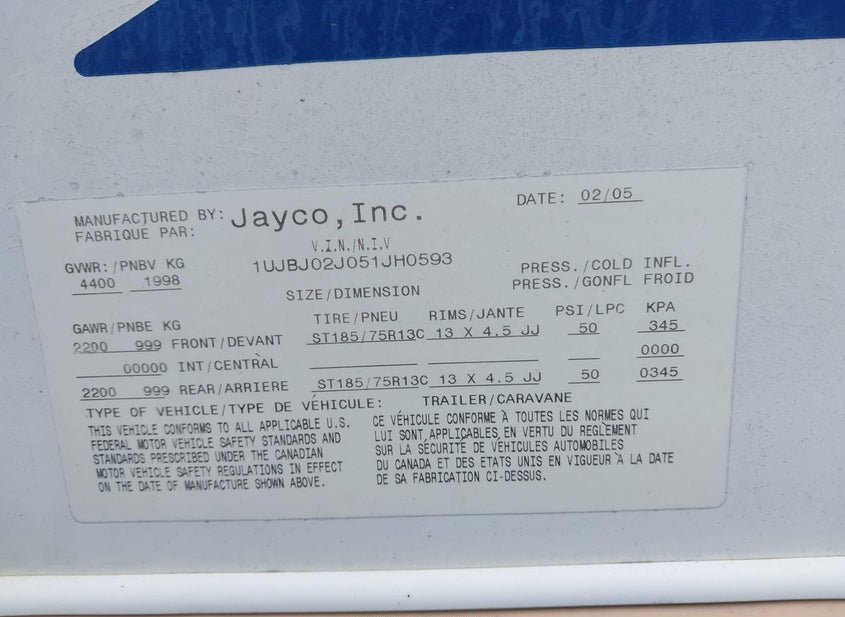 MANUFACTURED BY: Jayco, Inc. DATE: 02/05
FABRIQUE PAR:
V.I.N./N.I.V
GVWR:/PNBV KG 1UJBJ02J051JH0593 PRESS./COLD INFL.
4400 1998 SIZE/DIMENSION PRESS./GONFL FROID
GAWR/PNBE KG TIRE/PNEU RIMS/JANTE PSI/LPC KPA
2200 999 FRONT/DEVANT ST185/75R13C 13 X 4.5 JJ 50 345
00000 INT/CENTRAL 0000
2200 999 REAR/ARRIERE ST185/75R13C 13 X 4.5 JJ 50 0345
TYPE OF VEHICLE/TYPE DE VÉHICULE: TRAILER/CARAVANE
THIS VEHICLE CONFORMS TO ALL APPLICABLE U.S.
FEDERAL MOTOR VEHICLE SAFETY STANDARDS AND
STANDARDS PRESCRIBED UNDER THE CANADIAN
MOTOR VEHICLE SAFETY REGULATIONS IN EFFECT
ON THE DATE OF MANUFACTURE SHOWN ABOVE.
CE VÉHICULE CONFORME À TOUTES LES NORMES QUI
LUI SONT APPLICABLES EN VERTU DU RÈGLEMENT
SUR LA SÉCURITÉ DE VÉHICULES AUTOMOBILES
DU CANADA ET DES ÉTATS UNIS EN VIGUEUR À LA DATE
DE SA FABRICATION CI-DESSUS.